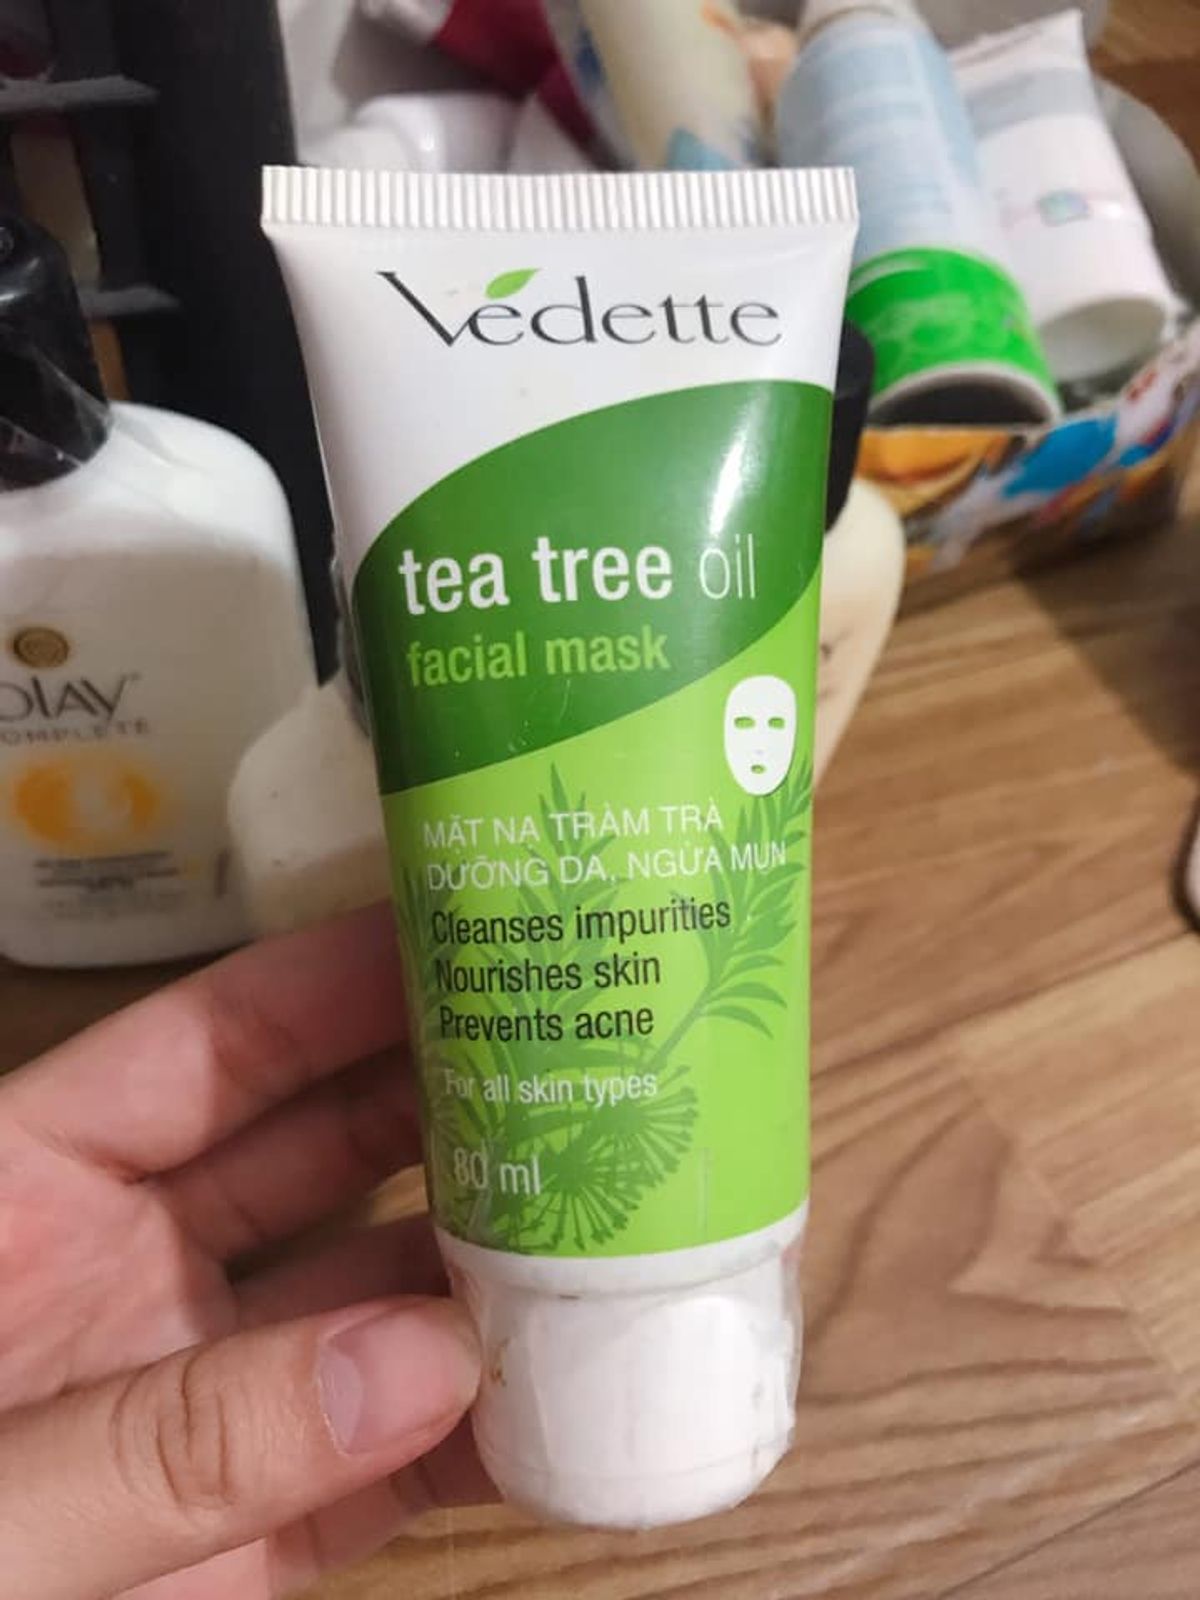 Vedette
tea tree oil
facial mask
MẶT NẠ TRÀM TRÀ
DƯỠNG DA, NGỪA MỤN
Cleanses impurities
Nourishes skin
Prevents acne
For all skin types
80 ml
OLAY
COMPLETE